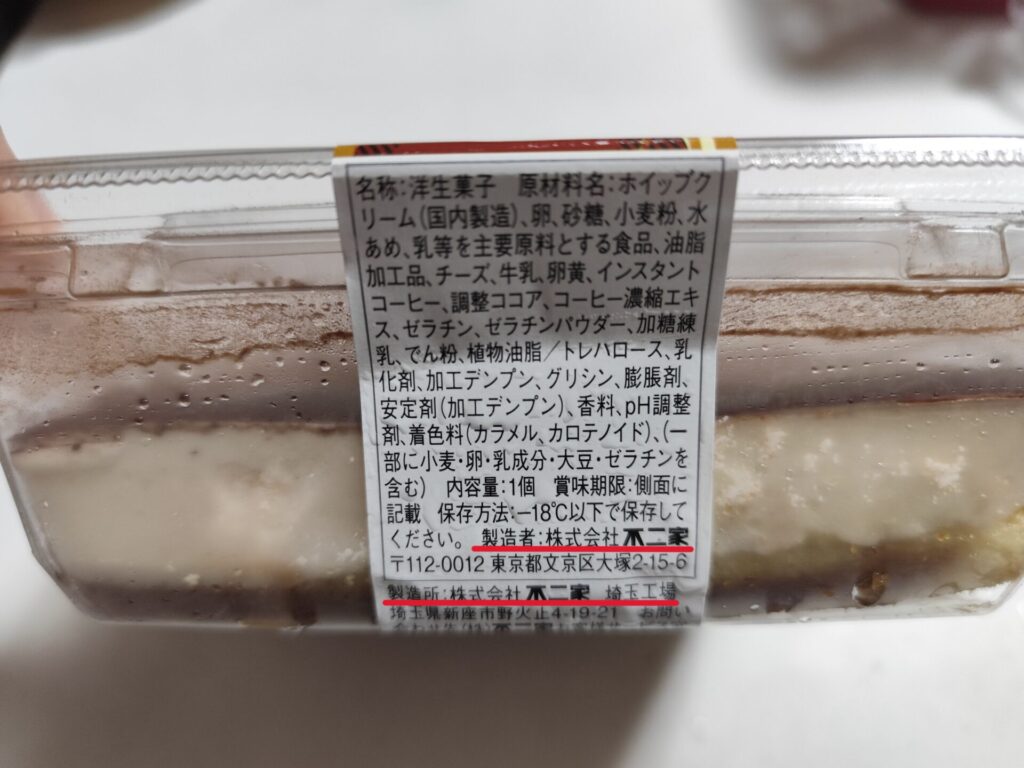 名称:洋生菓子 原材料名:ホイップク
リーム(国内製造)、卵、砂糖、小麦粉、水
あめ、乳等を主要原料とする食品、油脂
加工品、チーズ、牛乳、卵黄、インスタント
コーヒー、調整ココア、コーヒー濃縮エキ
ス、ゼラチン、ゼラチンパウダー、加糖練
乳、でん粉、植物油脂/トレハロース、乳
化剤、加工デンプン、グリシン、膨脹剤、
安定剤(加工デンプン)、香料、pH調整
剤、着色料(カラメル、カロテノイド)、(一
部に小麦・卵・乳成分・大豆・ゼラチンを
含む) 内容量:1個 賞味期限:側面に
記載 保存方法:−18℃以下で保存して
ください。 製造者:株式会社不二家
〒112-0012 東京都文京区大塚2-15-6
製造所:株式会社不二家 埼玉工場
埼玉県新座市野火止4-19-21 お問い